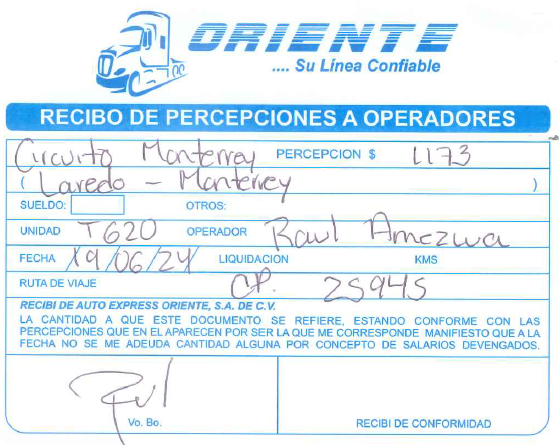 ORIENTE
.... Su Línea Confiable
RECIBO DE PERCEPCIONES A OPERADORES
Circuito Monterrey PERCEPCION $ 1173
( Laredo - Monterrey )
SUELDO: OTROS:
UNIDAD T620 OPERADOR Raul Amezwa
FECHA 19/06/24 LIQUIDACION KMS
RUTA DE VIAJE CP. 25945
RECIBI DE AUTO EXPRESS ORIENTE, S.A. DE C.V.
LA CANTIDAD A QUE ESTE DOCUMENTO SE REFIERE, ESTANDO CONFORME CON LAS
PERCEPCIONES QUE EN EL APARECEN POR SER LA QUE ME CORRESPONDE MANIFIESTO QUE A LA
FECHA NO SE ME ADEUDA CANTIDAD ALGUNA POR CONCEPTO DE SALARIOS DEVENGADOS.
Vo. Bo. RECIBI DE CONFORMIDAD